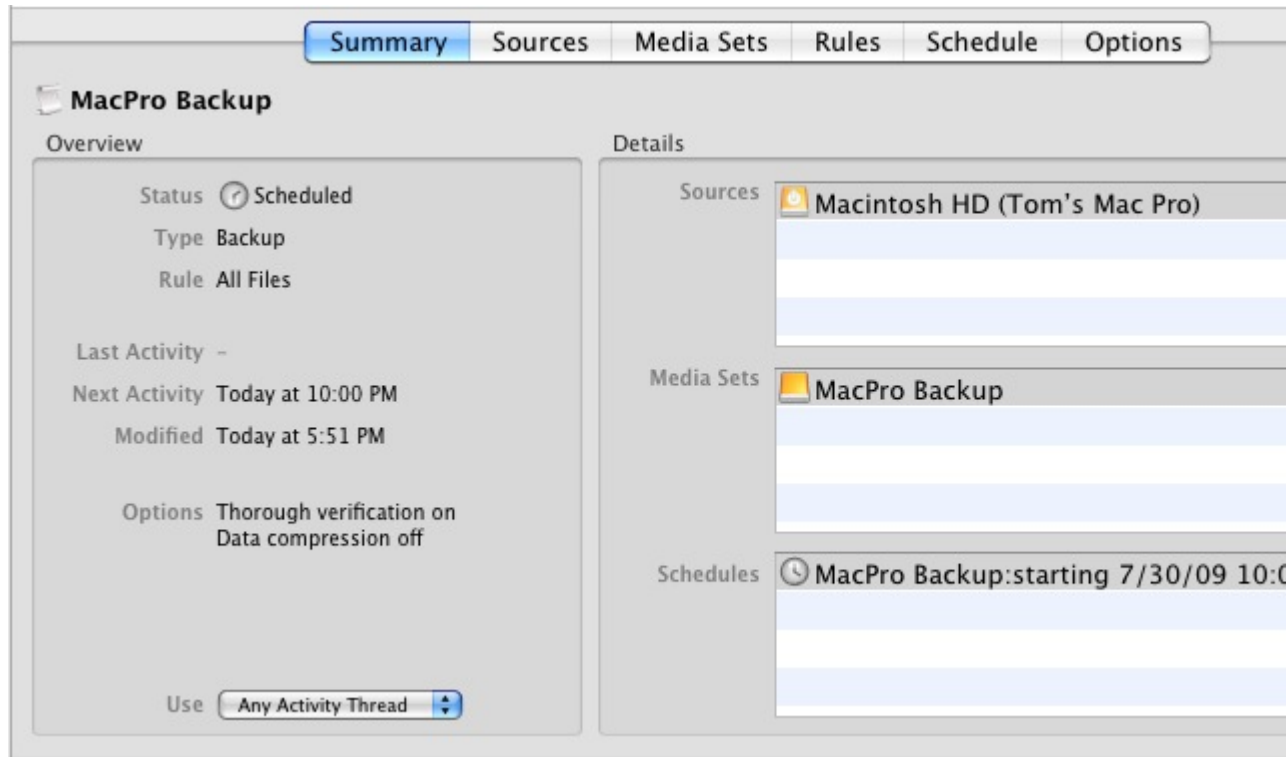 Summary Sources Media Sets Rules Schedule Options
MacPro Backup
Overview
Status Scheduled
Type Backup
Rule All Files
Last Activity -
Next Activity Today at 10:00 PM
Modified Today at 5:51 PM
Options Thorough verification on
Data compression off
Use Any Activity Thread
Details
Sources Macintosh HD (Tom's Mac Pro)
Media Sets MacPro Backup
Schedules MacPro Backup:starting 7/30/09